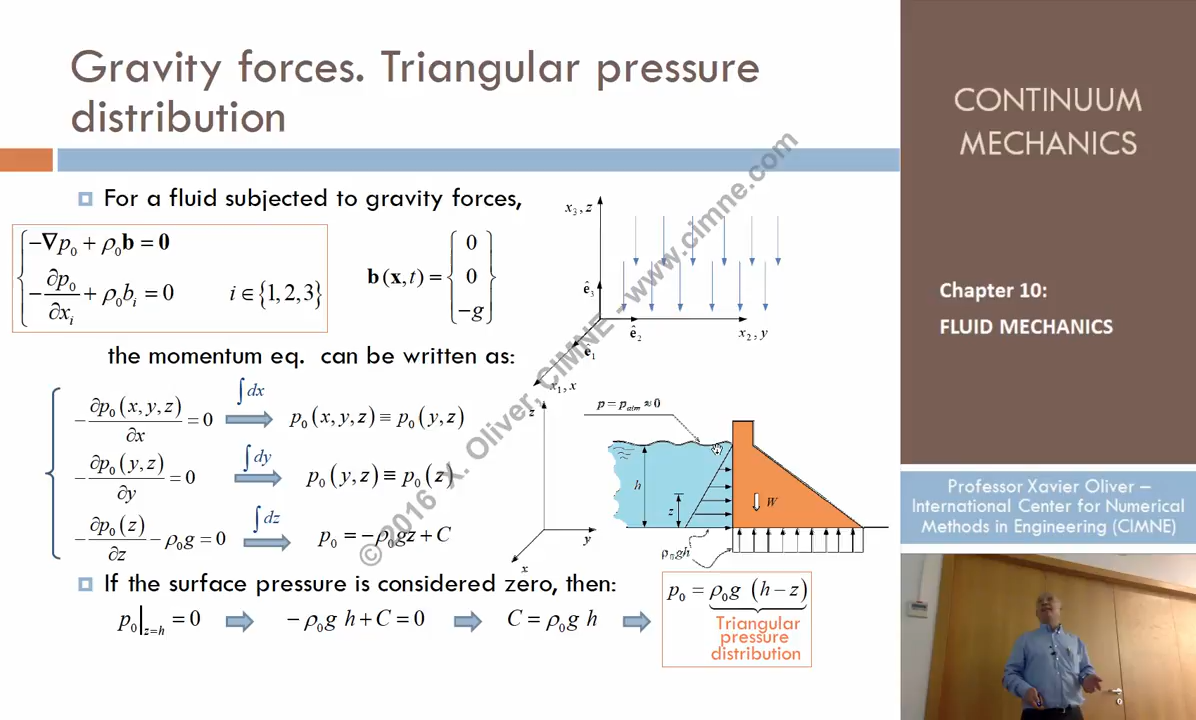 Gravity forces. Triangular pressure
distribution
For a fluid subjected to gravity forces,
−∇p₀ + ρ₀b = 0
−∂p₀/∂xᵢ + ρ₀bᵢ = 0    i ∈ {1,2,3}
b(x,t) = { 0 0 −g }
x₃, z
ê₃
ê₂
x₂, y
ê₁
x₁, x
the momentum eq. can be written as:
−∂p₀(x,y,z)/∂x = 0    ∫dx    p₀(x,y,z) ≡ p₀(y,z)
−∂p₀(y,z)/∂y = 0    ∫dy    p₀(y,z) ≡ p₀(z)
−∂p₀(z)/∂z − ρ₀g = 0    ∫dz    p₀ = −ρ₀gz + C
z
y
x
p = pₐₜₘ ≈ 0
h
z
W
ρ₀gh
If the surface pressure is considered zero, then:
p₀|z=h = 0    −ρ₀g h + C = 0    C = ρ₀g h
p₀ = ρ₀g (h − z)
Triangular
pressure
distribution
© 2016 X. Oliver, CIMNE - www.cimne.com
CONTINUUM
MECHANICS
Chapter 10:
FLUID MECHANICS
Professor Xavier Oliver –
International Center for Numerical
Methods in Engineering (CIMNE)